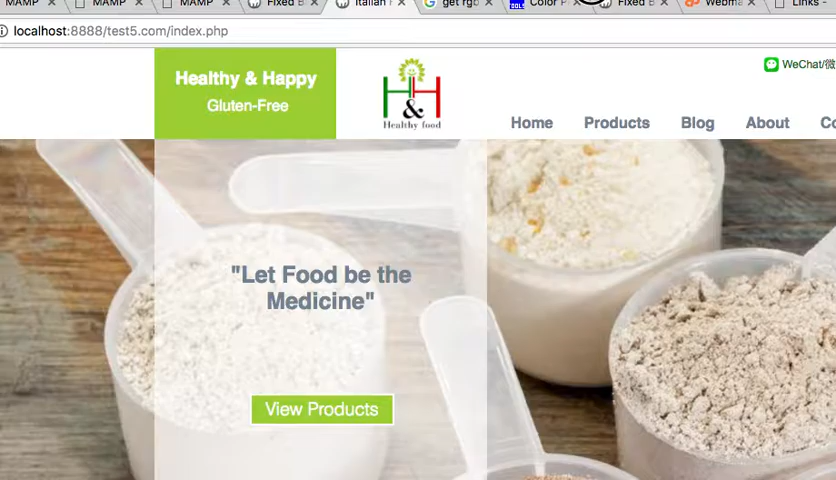 MAMP × MAMP × MAMP × Fixed B × Italian F × get rgb × Color P × Fixed B × Webma × Links -
localhost:8888/test5.com/index.php
WeChat/微
Healthy & Happy
Gluten-Free
H&H
Healthy food
Home Products Blog About Co
"Let Food be the
Medicine"
View Products